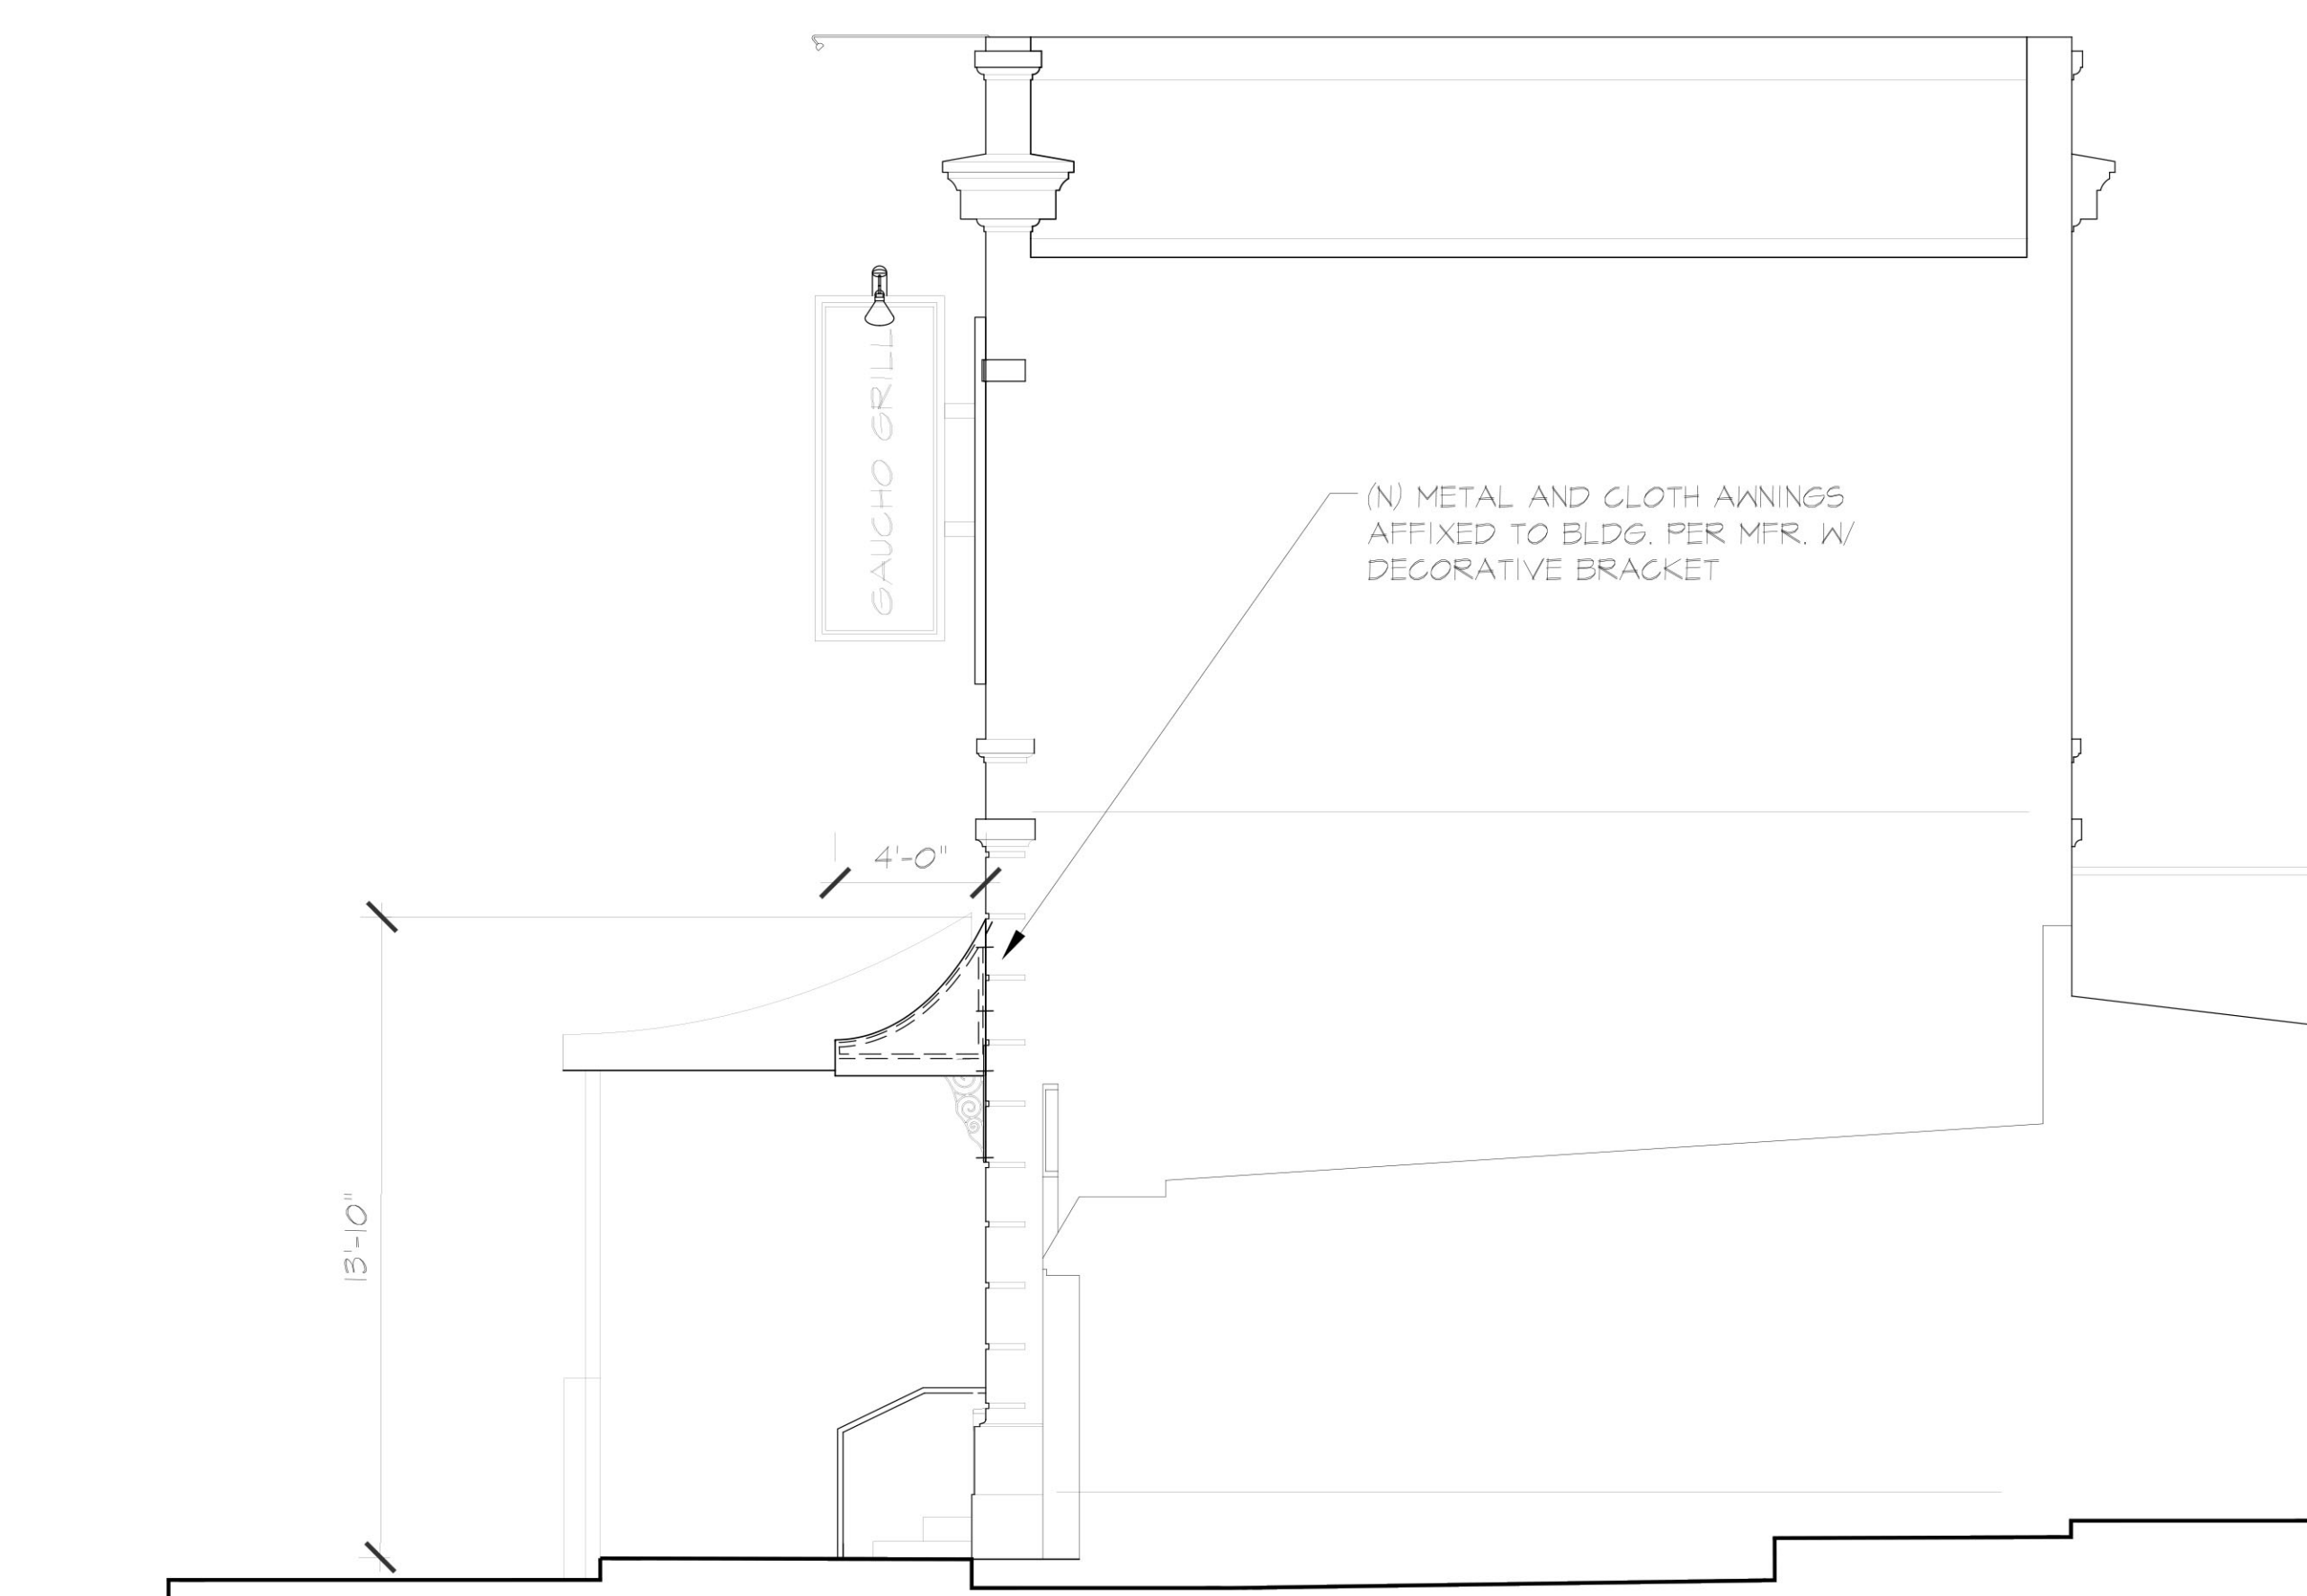 GAUCHO GRILL
(N) METAL AND CLOTH AWNINGS
AFFIXED TO BLDG. PER MFR. W/
DECORATIVE BRACKET
4'-0"
13'-10"